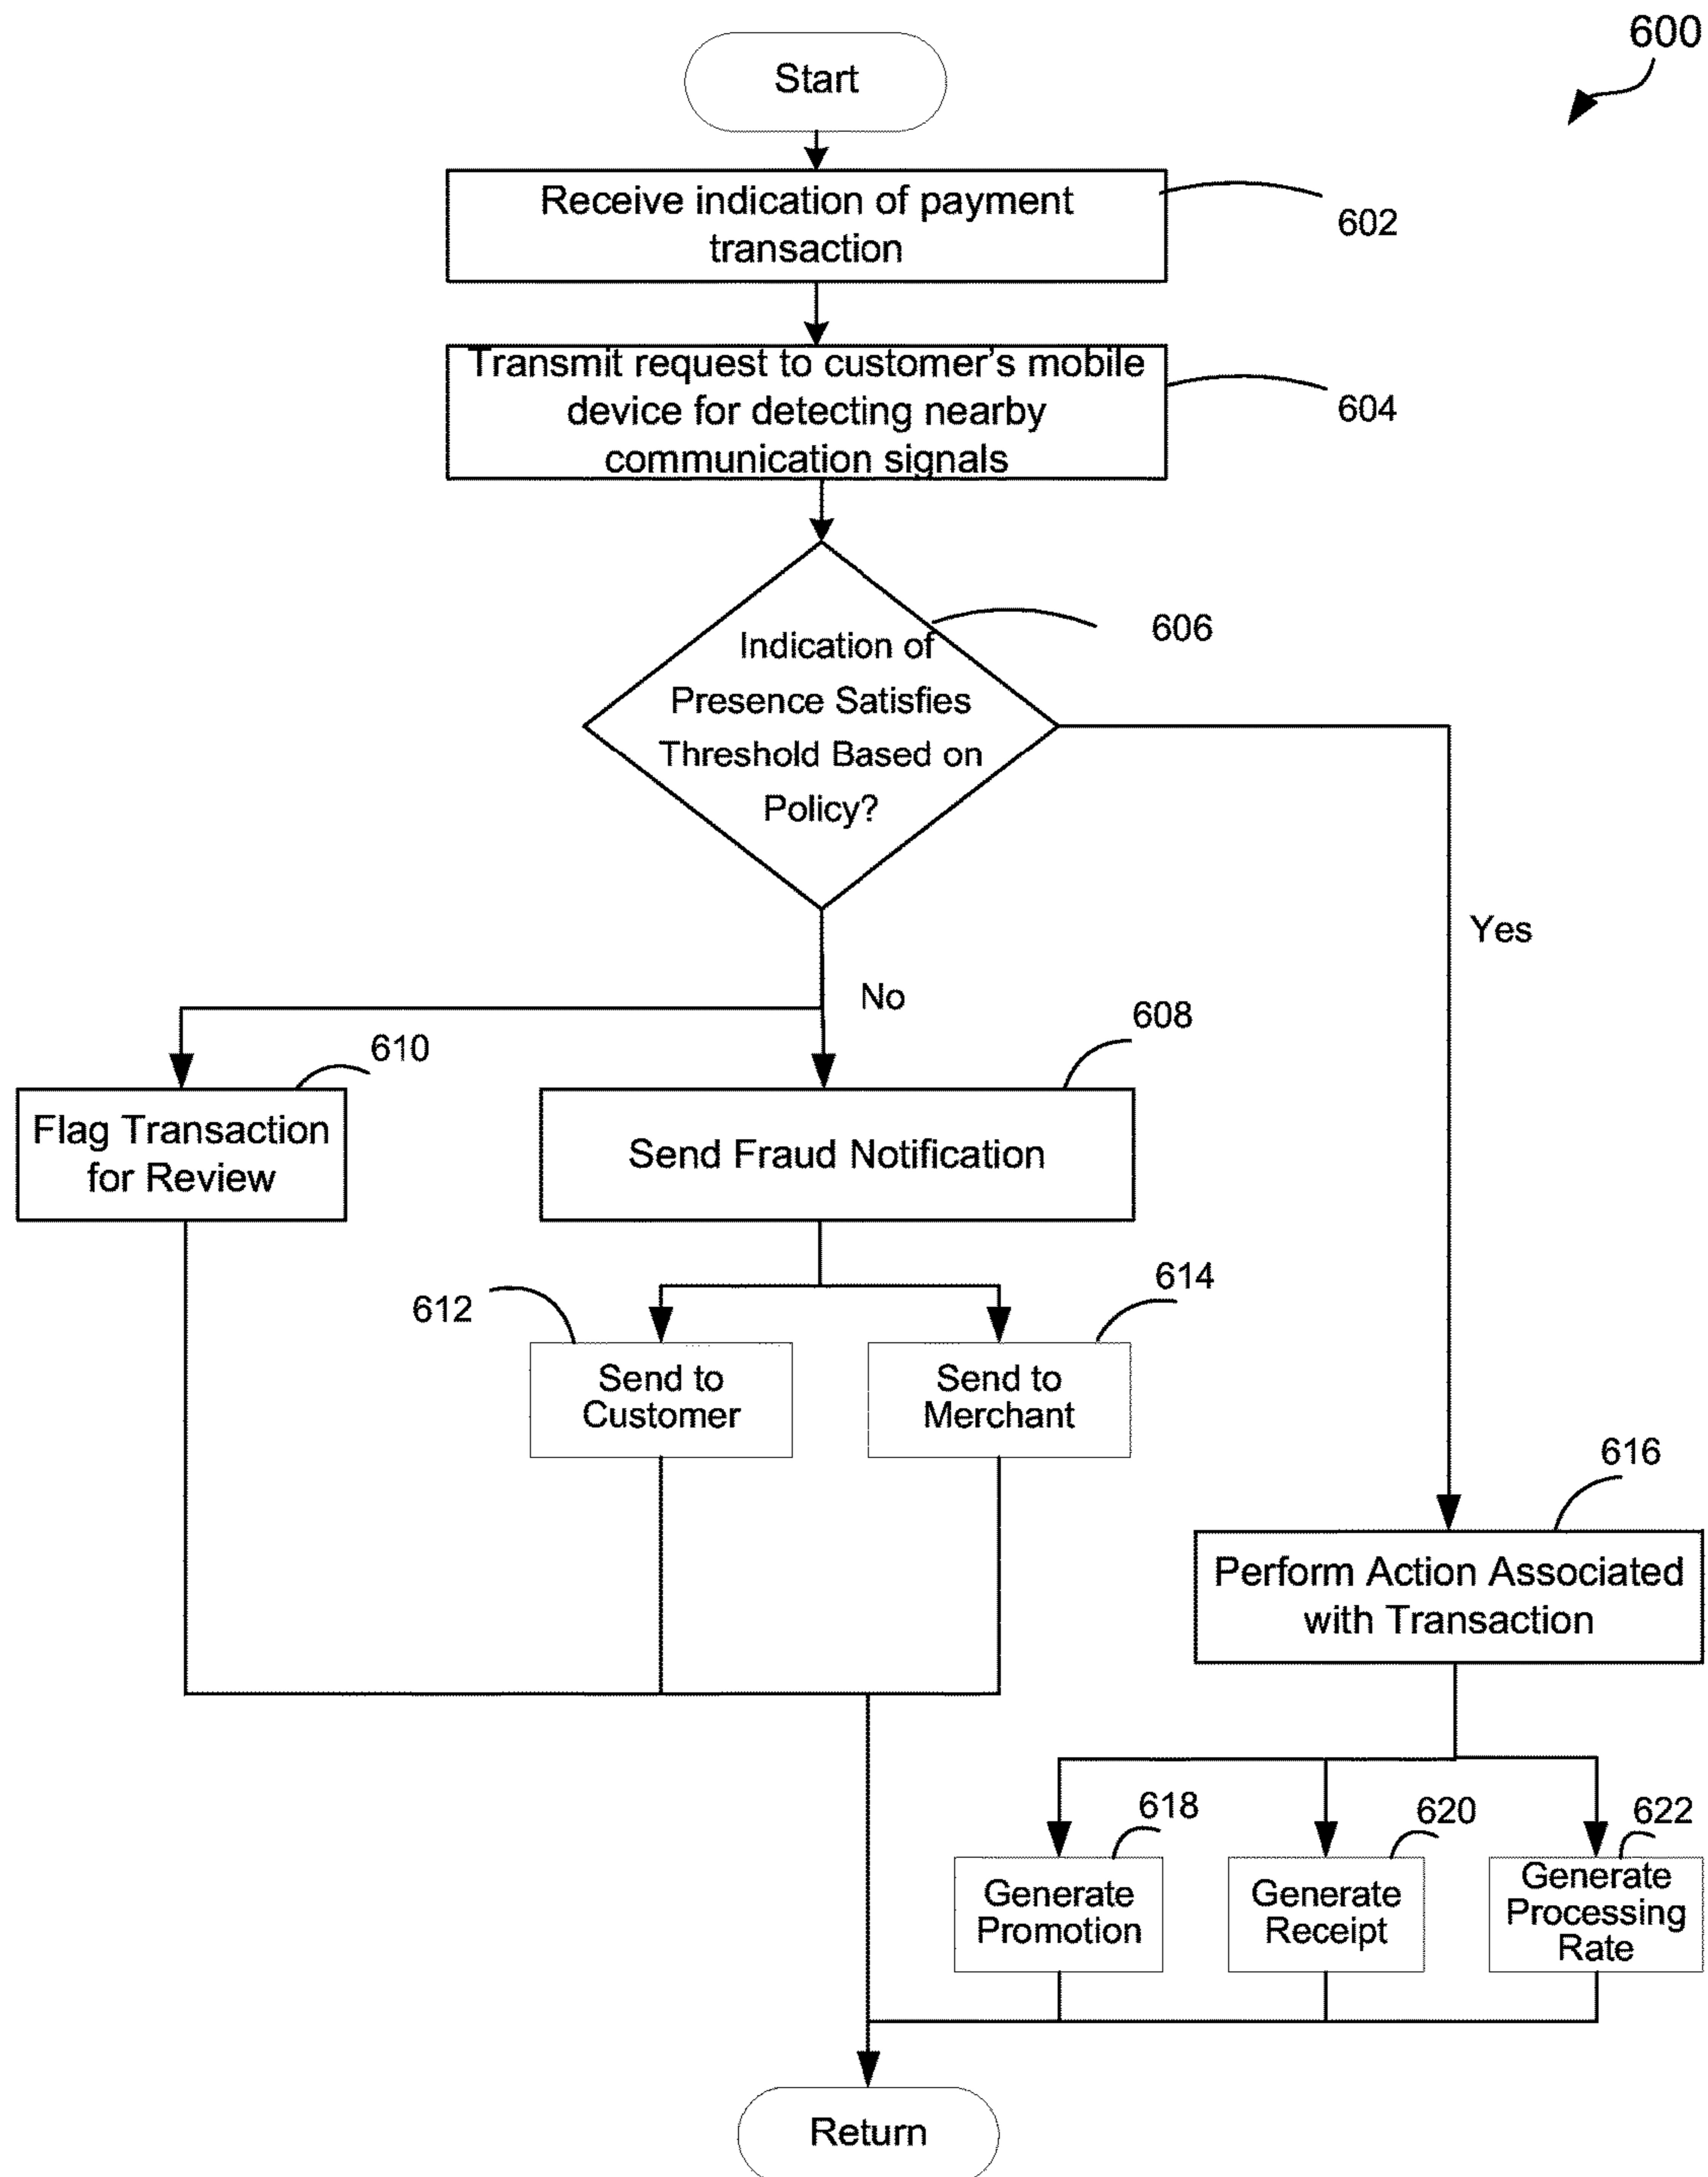 600
Start
Receive indication of payment
transaction
602
Transmit request to customer's mobile
device for detecting nearby
communication signals
604
606
Indication of
Presence Satisfies
Threshold Based on
Policy?
Yes
No
608
610
Flag Transaction
for Review
Send Fraud Notification
612
614
Send to
Customer
Send to
Merchant
616
Perform Action Associated
with Transaction
618
620
622
Generate
Promotion
Generate
Receipt
Generate
Processing
Rate
Return